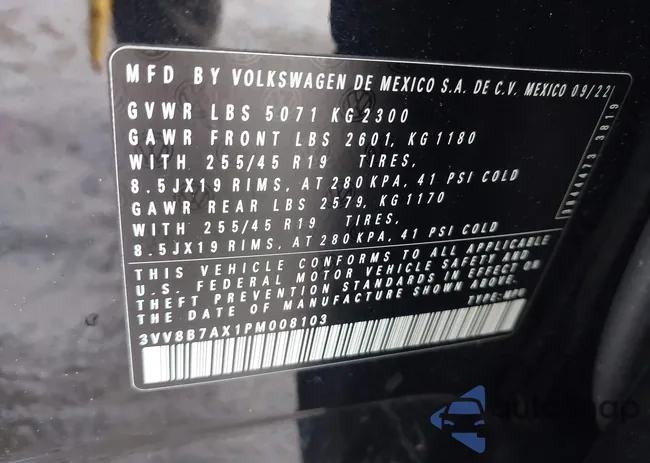 MFD BY VOLKSWAGEN DE MEXICO S.A. DE C.V. MEXICO 09/22
GVWR LBS 5071 KG 2300
GAWR FRONT LBS 2601, KG 1180
WITH 255/45 R19 TIRES,
8.5JX19 RIMS, AT 280 KPA, 41 PSI COLD
GAWR REAR LBS 2579, KG 1170
WITH 255/45 R19 TIRES,
8.5JX19 RIMS, AT 280 KPA, 41 PSI COLD
THIS VEHICLE CONFORMS TO ALL APPLICABLE
U.S. FEDERAL MOTOR VEHICLE SAFETY AND
THEFT PREVENTION STANDARDS IN EFFECT ON
THE DATE OF MANUFACTURE SHOWN ABOVE.
3VV8B7AX1PM008103
TYPE: MPV
3819